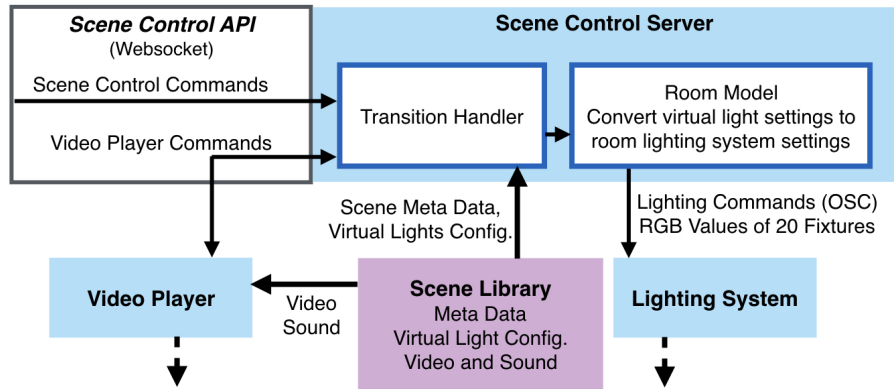 Scene Control API
(Websocket)
Scene Control Commands
Video Player Commands
Scene Control Server
Transition Handler
Room Model
Convert virtual light settings to
room lighting system settings
Scene Meta Data,
Virtual Lights Config.
Lighting Commands (OSC)
RGB Values of 20 Fixtures
Video Player
Video
Sound
Scene Library
Meta Data
Virtual Light Config.
Video and Sound
Lighting System